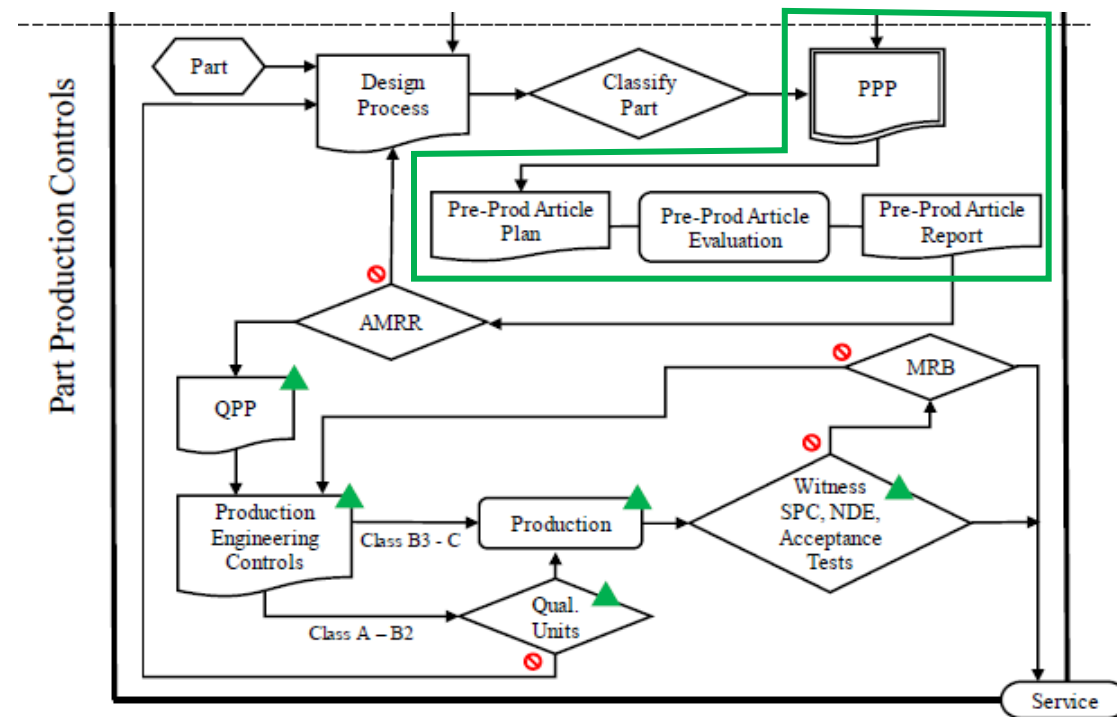 Part Production Controls
Part
Design
Process
Classify
Part
PPP
Pre-Prod Article
Plan
Pre-Prod Article
Evaluation
Pre-Prod Article
Report
AMRR
MRB
QPP
Witness
SPC, NDE,
Acceptance
Tests
Production
Engineering
Controls
Class B3 - C
Production
Class A – B2
Qual.
Units
Service